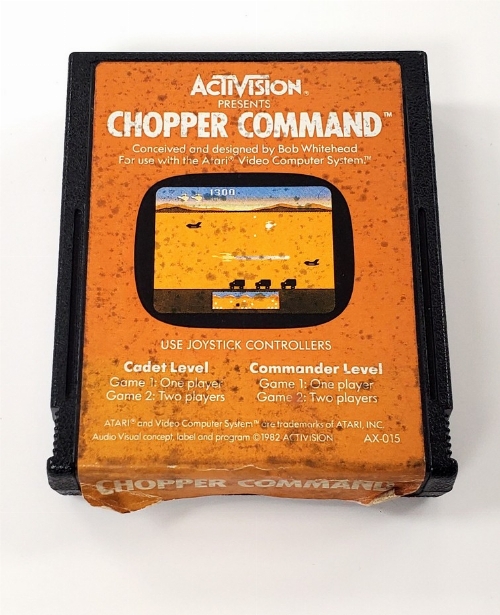 ACTIVISION®
PRESENTS
CHOPPER COMMAND™
Conceived and designed by Bob Whitehead
For use with the Atari® Video Computer System™
1300
USE JOYSTICK CONTROLLERS
Cadet Level Commander Level
Game 1: One player Game 1: One player
Game 2: Two players Game 2: Two players
ATARI® and Video Computer System™ are trademarks of ATARI, INC.
Audio Visual concept, label and program ©1982 ACTIVISION AX-015
CHOPPER COMMAND